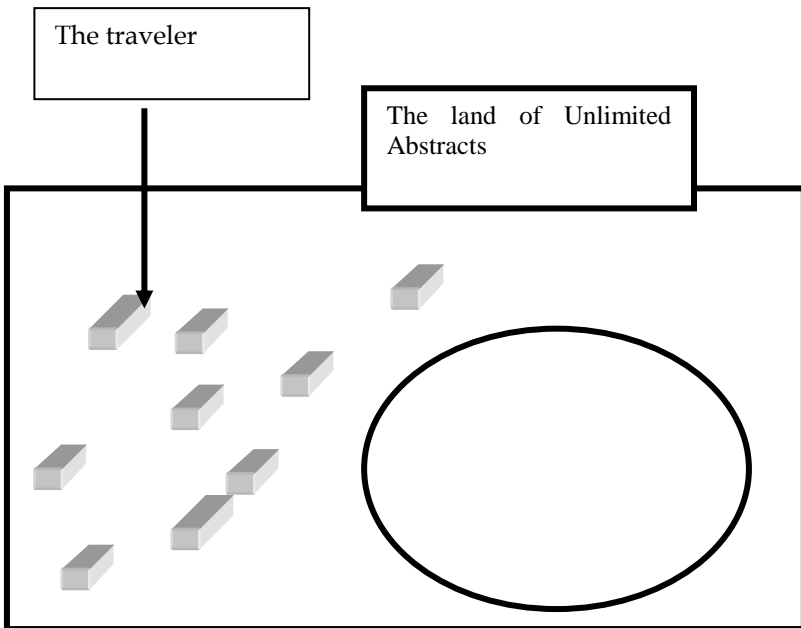 The traveler
The land of Unlimited
Abstracts